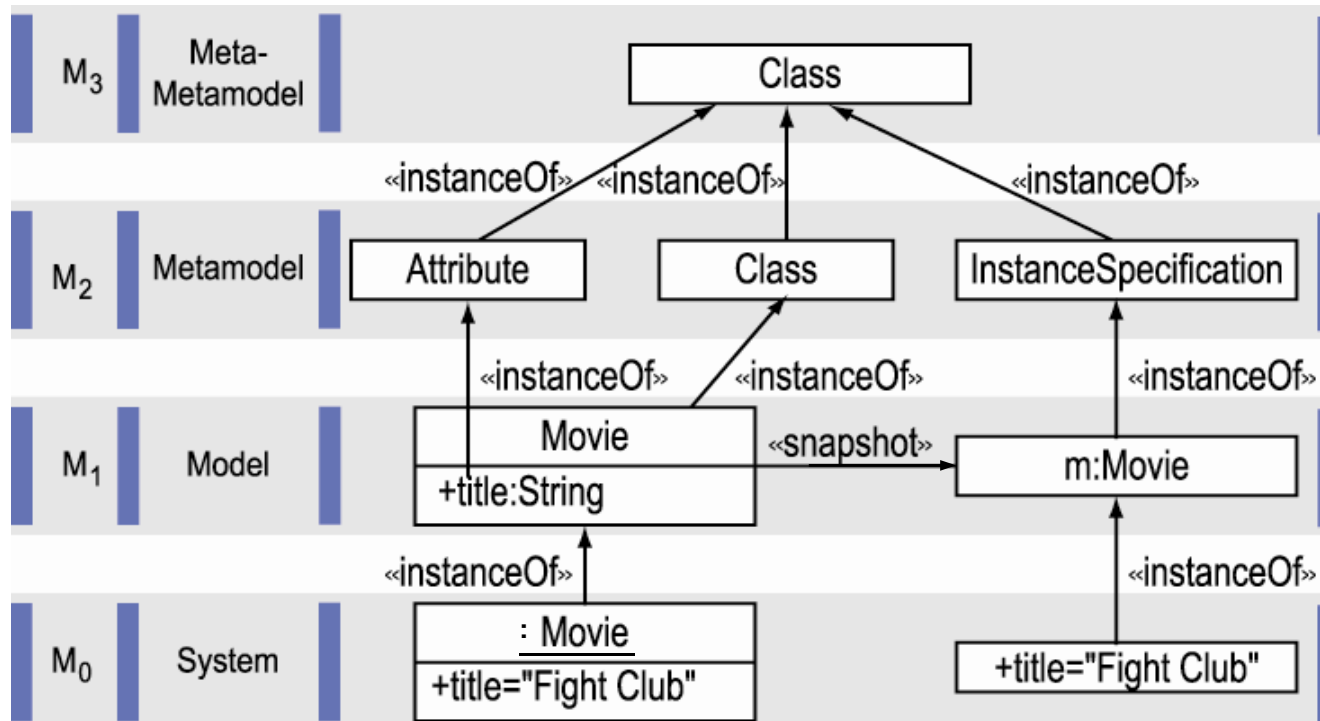 M3
Meta-
Metamodel
Class
«instanceOf»
«instanceOf»
«instanceOf»
M2
Metamodel
Attribute
Class
InstanceSpecification
«instanceOf»
«instanceOf»
«instanceOf»
M1
Model
Movie
+title:String
«snapshot»
m:Movie
«instanceOf»
«instanceOf»
M0
System
: Movie
+title="Fight Club"
+title="Fight Club"